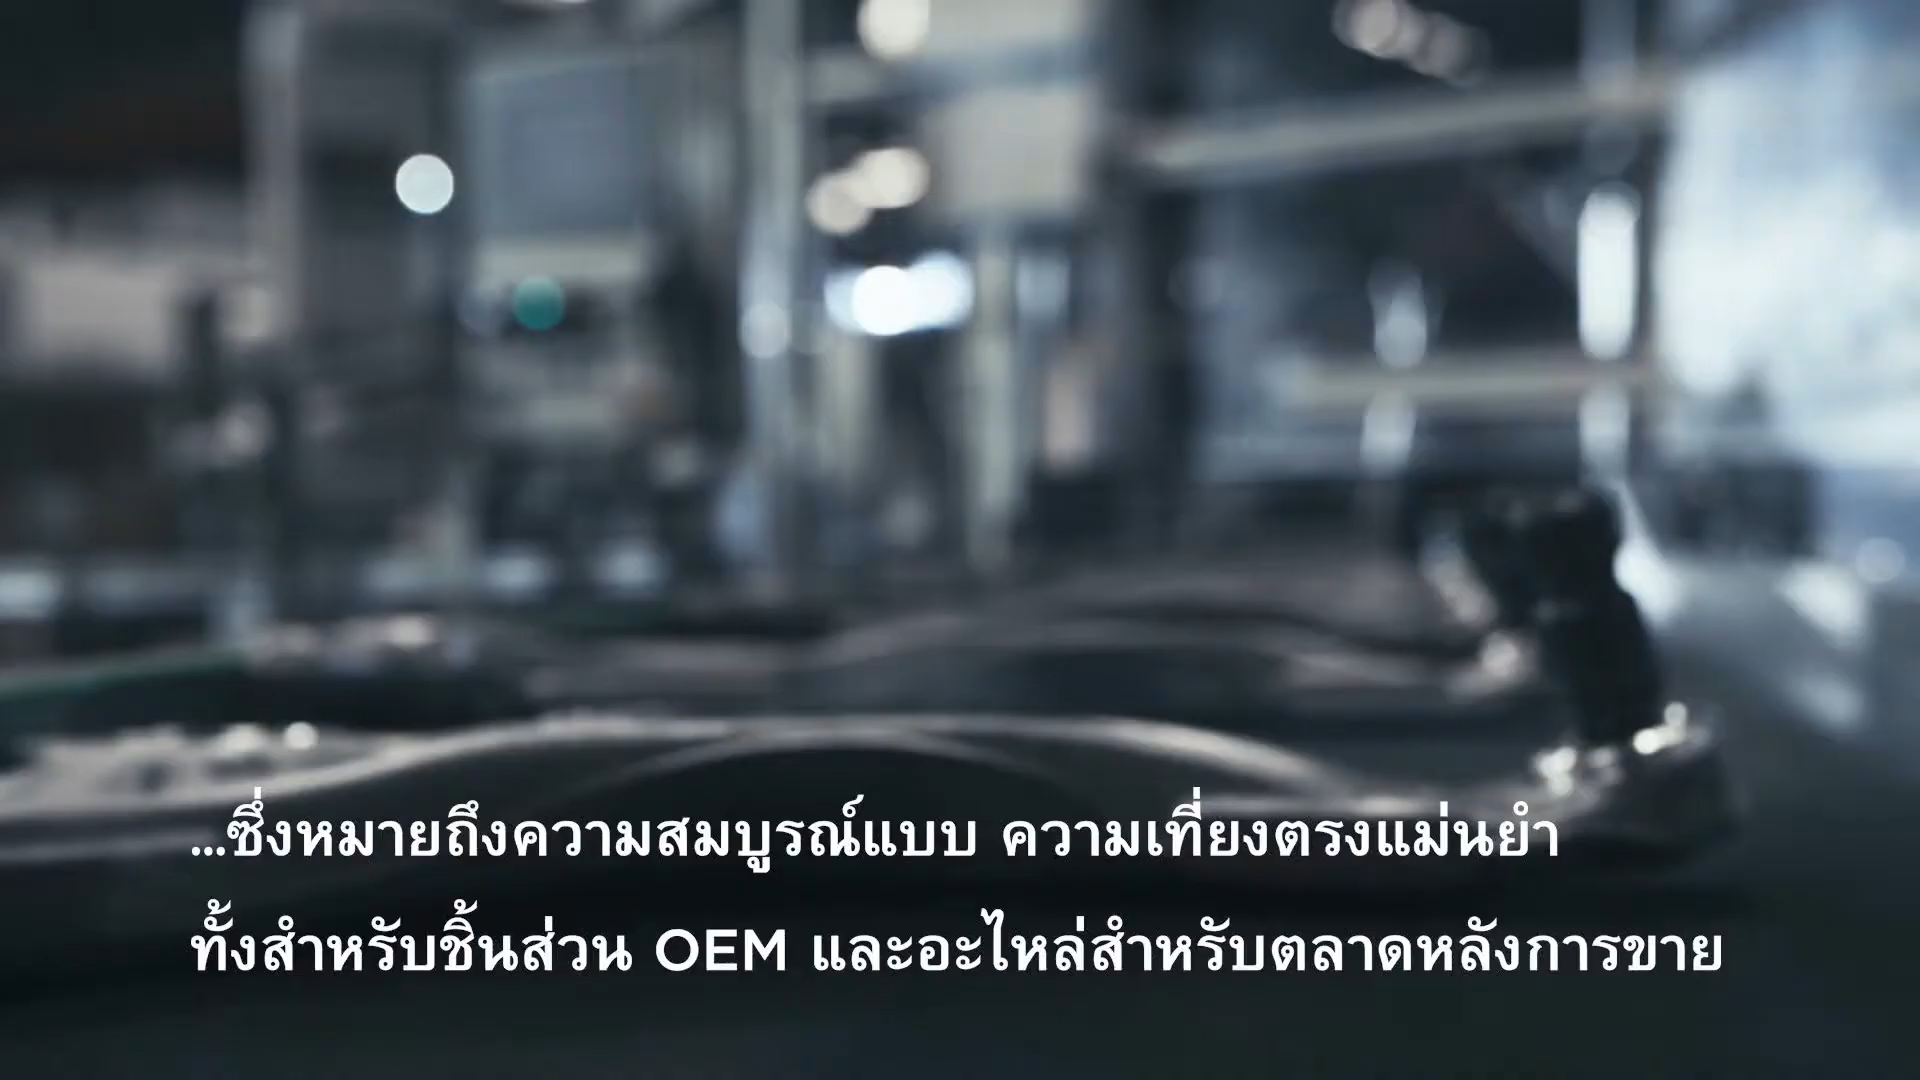 ...ซึ่งหมายถึงความสมบูรณ์แบบ ความเที่ยงตรงแม่นยำ
ทั้งสำหรับชิ้นส่วน OEM และอะไหล่สำหรับตลาดหลังการขาย